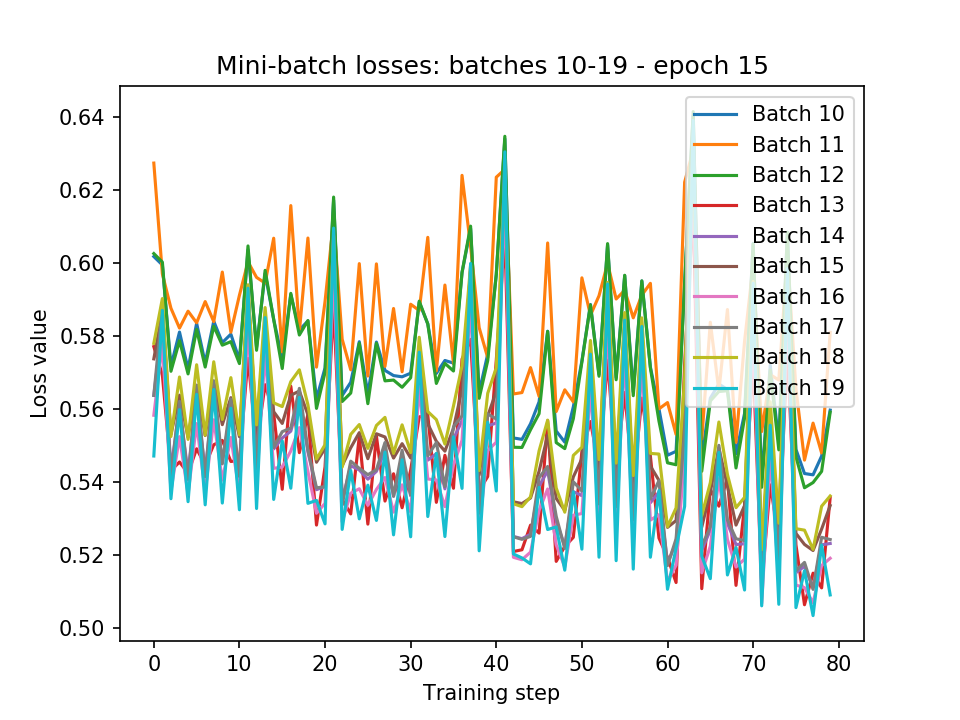 Mini-batch losses: batches 10-19 - epoch 15
Loss value
0.64
0.62
0.60
0.58
0.56
0.54
0.52
0.50
Batch 10
Batch 11
Batch 12
Batch 13
Batch 14
Batch 15
Batch 16
Batch 17
Batch 18
Batch 19
0 10 20 30 40 50 60 70 80
Training step